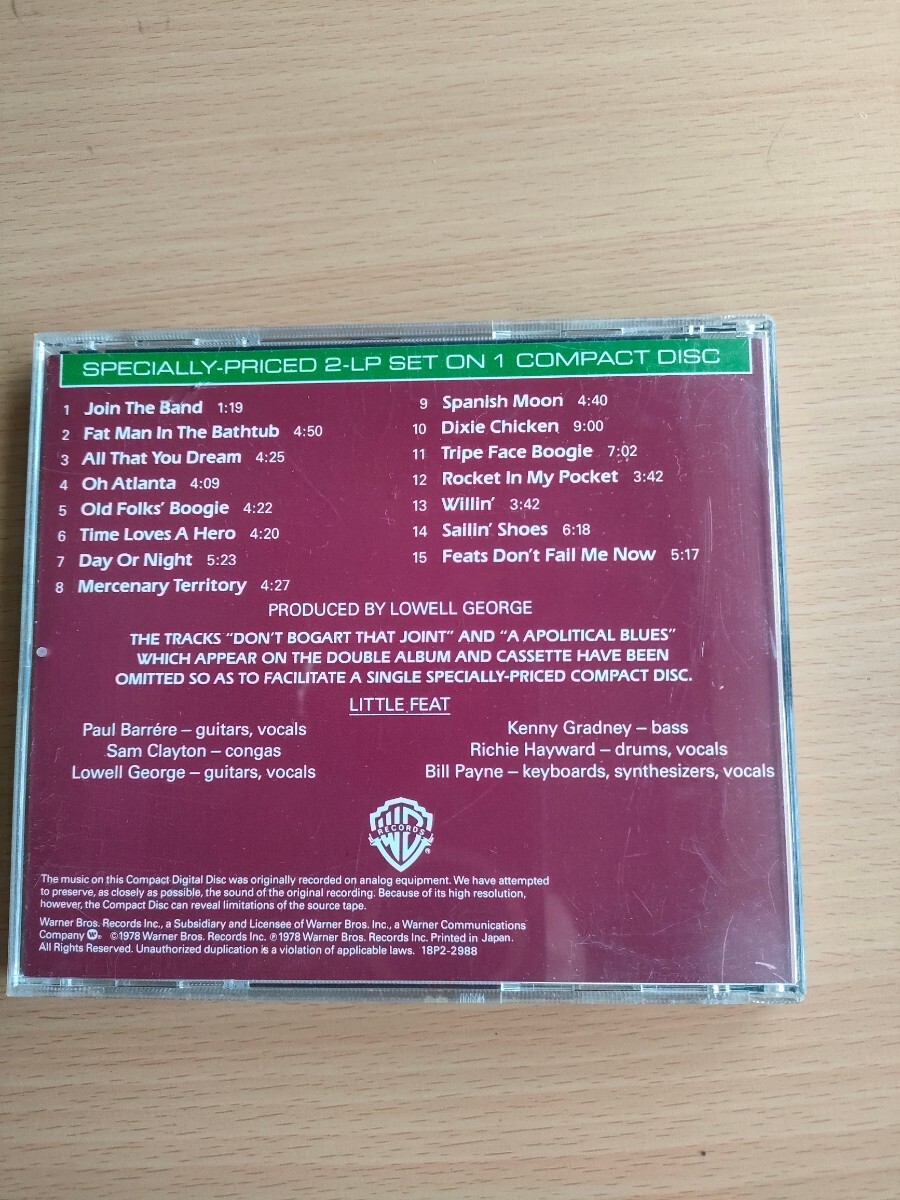 SPECIALLY-PRICED 2-LP SET ON 1 COMPACT DISC
1 Join The Band 1:19
2 Fat Man In The Bathtub 4:50
3 All That You Dream 4:25
4 Oh Atlanta 4:09
5 Old Folks' Boogie 4:22
6 Time Loves A Hero 4:20
7 Day Or Night 5:23
8 Mercenary Territory 4:27
9 Spanish Moon 4:40
10 Dixie Chicken 9:00
11 Tripe Face Boogie 7:02
12 Rocket In My Pocket 3:42
13 Willin' 3:42
14 Sailin' Shoes 6:18
15 Feats Don't Fail Me Now 5:17
PRODUCED BY LOWELL GEORGE
THE TRACKS "DON'T BOGART THAT JOINT" AND "A APOLITICAL BLUES"
WHICH APPEAR ON THE DOUBLE ALBUM AND CASSETTE HAVE BEEN
OMITTED SO AS TO FACILITATE A SINGLE SPECIALLY-PRICED COMPACT DISC.
LITTLE FEAT
Paul Barrére – guitars, vocals
Sam Clayton – congas
Lowell George – guitars, vocals
Kenny Gradney – bass
Richie Hayward – drums, vocals
Bill Payne – keyboards, synthesizers, vocals
RECORDS
The music on this Compact Digital Disc was originally recorded on analog equipment. We have attempted
to preserve, as closely as possible, the sound of the original recording. Because of its high resolution,
however, the Compact Disc can reveal limitations of the source tape.
Warner Bros. Records Inc., a Subsidiary and Licensee of Warner Bros. Inc., a Warner Communications
Company W. ©1978 Warner Bros. Records Inc. ℗1978 Warner Bros. Records Inc. Printed in Japan.
All Rights Reserved. Unauthorized duplication is a violation of applicable laws. 18P2-2988